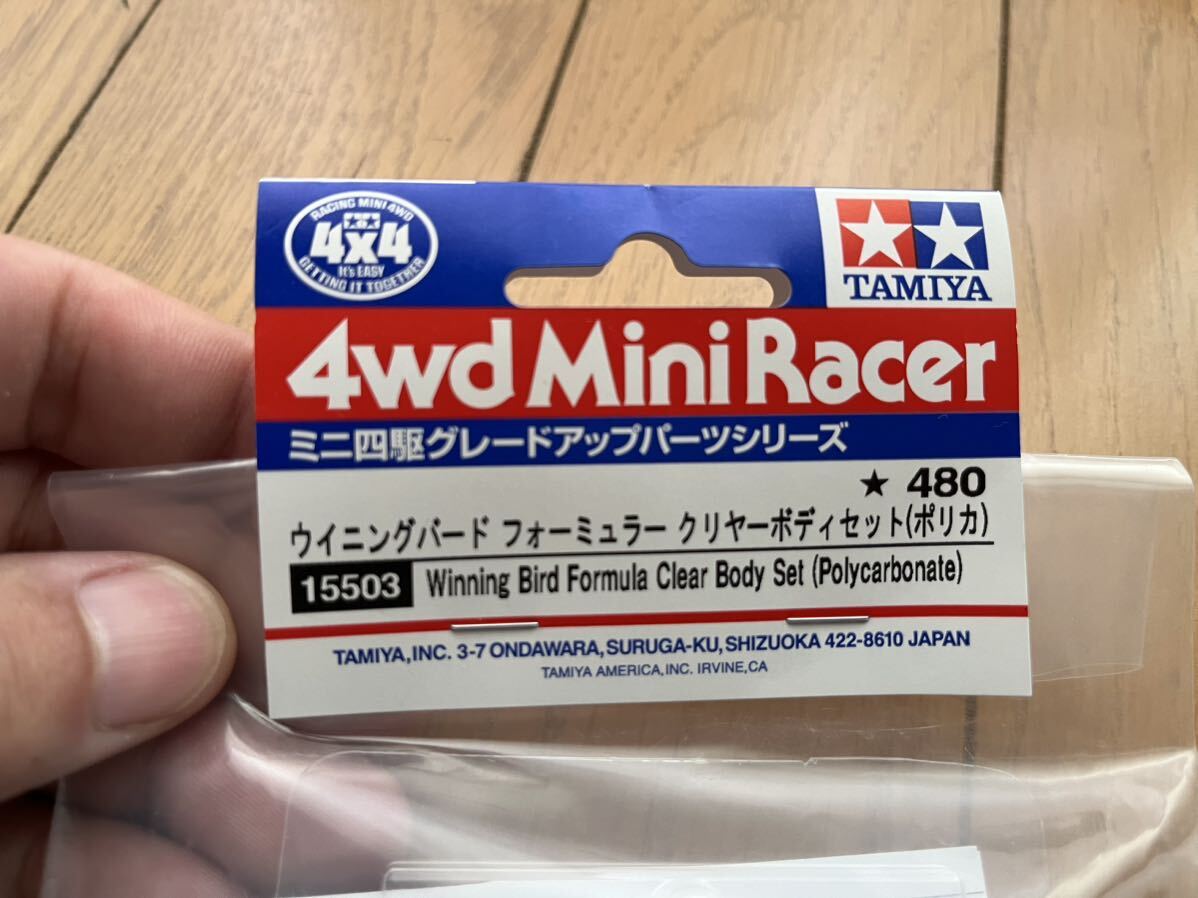 RACING MINI 4WD
4x4
It's EASY
GETTING IT TOGETHER
TAMIYA
4wd Mini Racer
ミニ四駆グレードアップパーツシリーズ
★ 480
ウイニングバード フォーミュラー クリヤーボディセット(ポリカ)
15503 Winning Bird Formula Clear Body Set (Polycarbonate)
TAMIYA, INC. 3-7 ONDAWARA, SURUGA-KU, SHIZUOKA 422-8610 JAPAN
TAMIYA AMERICA, INC. IRVINE, CA